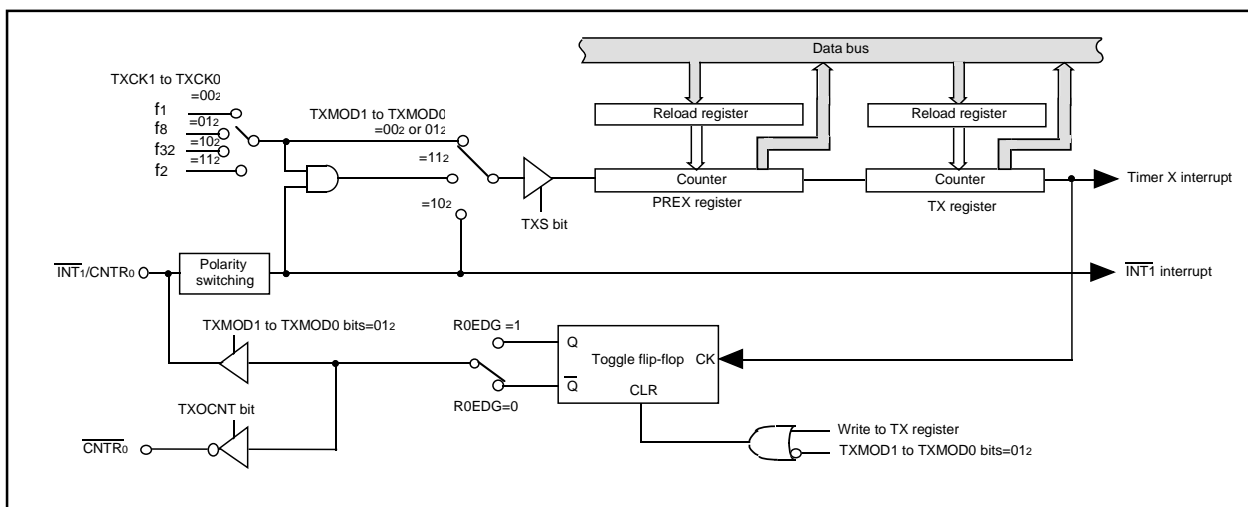 Data bus
TXCK1 to TXCK0
=002
f1
=012
f8
=102
f32
=112
f2
TXMOD1 to TXMOD0
=002 or 012
=112
=102
TXS bit
Reload register
Counter
PREX register
Reload register
Counter
TX register
Timer X interrupt
INT1/CNTR0
Polarity
switching
INT1 interrupt
TXMOD1 to TXMOD0 bits=012
R0EDG =1
Q
Toggle flip-flop
CK
Q
CLR
R0EDG=0
TXOCNT bit
CNTR0
Write to TX register
TXMOD1 to TXMOD0 bits=012